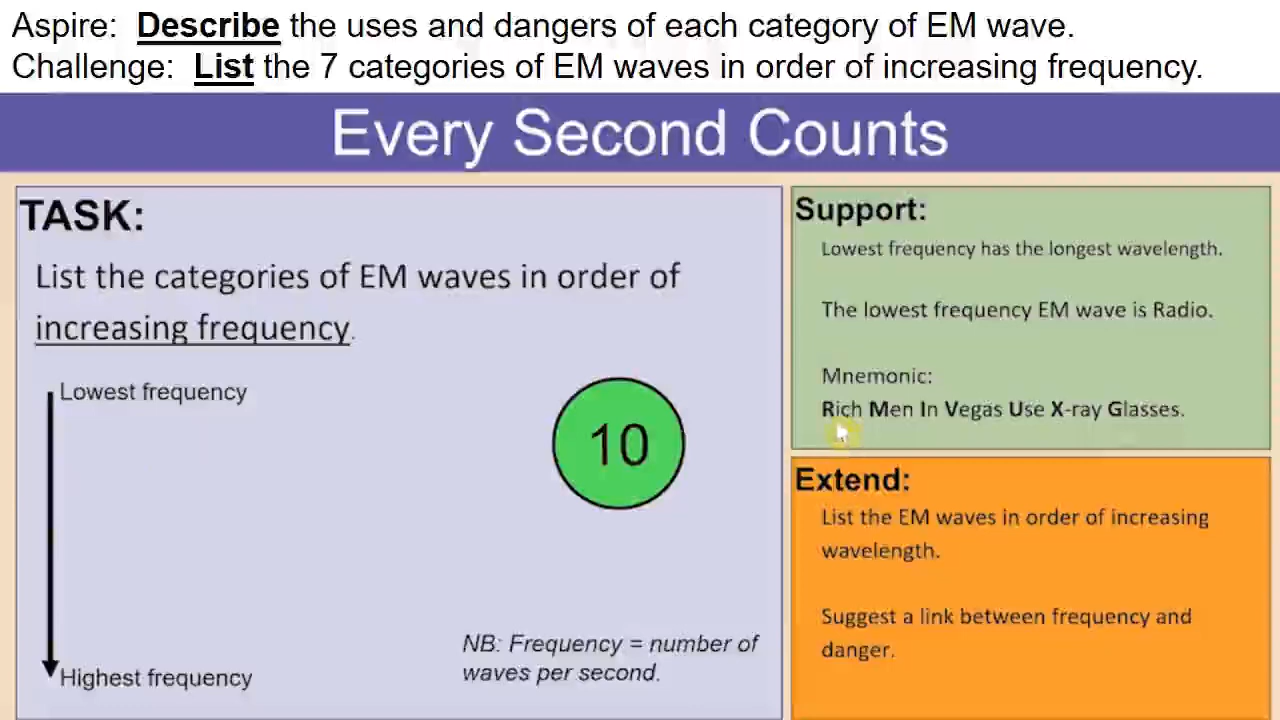 Aspire: Describe the uses and dangers of each category of EM wave.
Challenge: List the 7 categories of EM waves in order of increasing frequency.
Every Second Counts
TASK:
List the categories of EM waves in order of
increasing frequency.
Lowest frequency
10
Highest frequency
NB: Frequency = number of
waves per second.
Support:
Lowest frequency has the longest wavelength.
The lowest frequency EM wave is Radio.
Mnemonic:
Rich Men In Vegas Use X-ray Glasses.
Extend:
List the EM waves in order of increasing
wavelength.
Suggest a link between frequency and
danger.